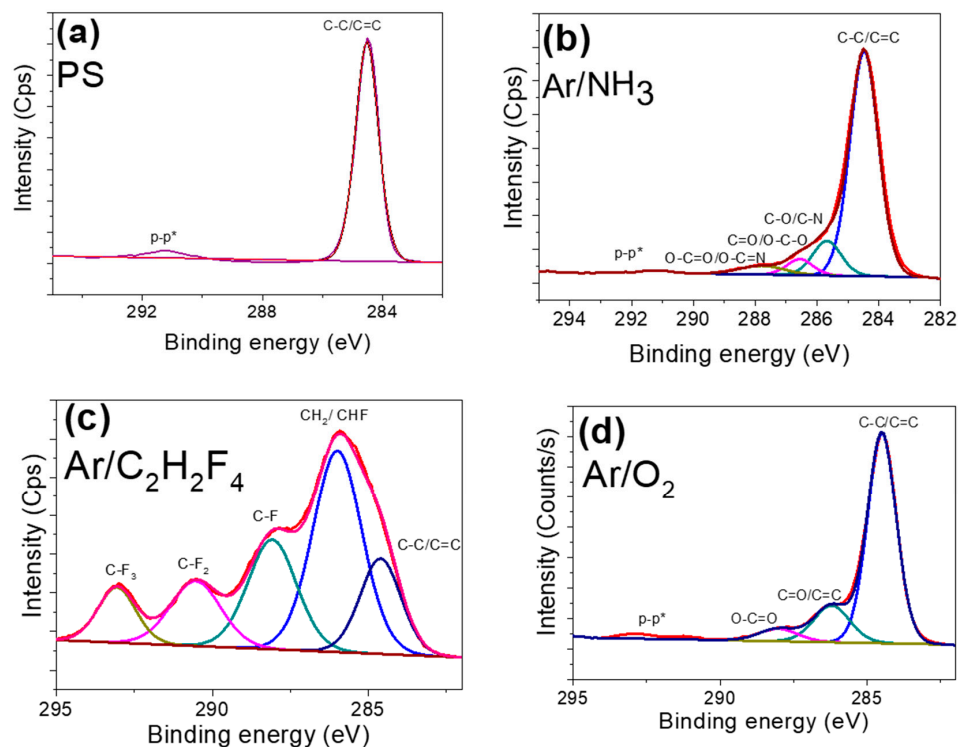 (a)
PS
C-C/C=C
p-p*
Intensity (Cps)
292 288 284
Binding energy (eV)
(b)
Ar/NH3
C-C/C=C
C-O/C-N
C=O/O-C-O
O-C=O/O-C=N
p-p*
Intensity (Cps)
294 292 290 288 286 284 282
Binding energy (eV)
(c)
Ar/C2H2F4
CH2/ CHF
C-F
C-C/C=C
C-F3
C-F2
Intensity (Cps)
295 290 285
Binding energy (eV)
(d)
Ar/O2
C-C/C=C
C=O/C=C
O-C=O
p-p*
Intensity (Counts/s)
295 290 285
Binding energy (eV)